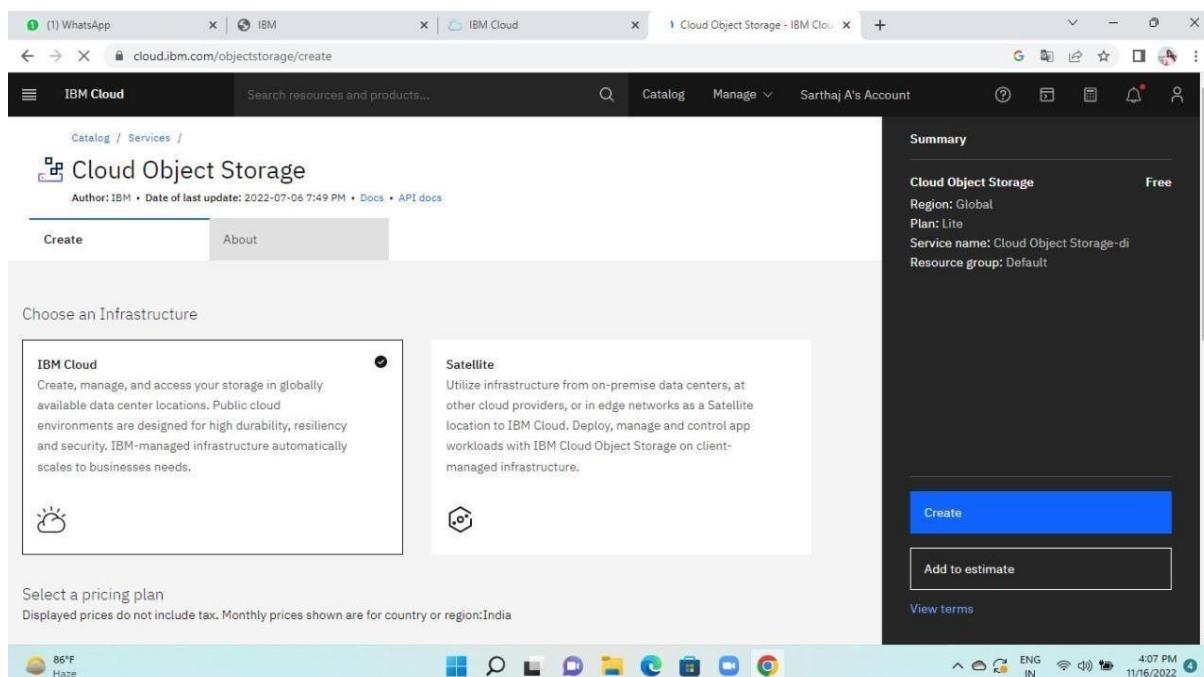 (1) WhatsApp
IBM
IBM Cloud
Cloud Object Storage - IBM Clou
cloud.ibm.com/objectstorage/create
IBM Cloud
Search resources and products...
Catalog
Manage
Sarthaj A's Account
Catalog / Services /
Cloud Object Storage
Author: IBM • Date of last update: 2022-07-06 7:49 PM • Docs • API docs
Create
About
Choose an Infrastructure
IBM Cloud
Create, manage, and access your storage in globally
available data center locations. Public cloud
environments are designed for high durability, resiliency
and security. IBM-managed infrastructure automatically
scales to businesses needs.
Satellite
Utilize infrastructure from on-premise data centers, at
other cloud providers, or in edge networks as a Satellite
location to IBM Cloud. Deploy, manage and control app
workloads with IBM Cloud Object Storage on client-
managed infrastructure.
Select a pricing plan
Displayed prices do not include tax. Monthly prices shown are for country or region:India
Summary
Cloud Object Storage Free
Region: Global
Plan: Lite
Service name: Cloud Object Storage-di
Resource group: Default
Create
Add to estimate
View terms
86°F
Haze
ENG
IN
4:07 PM
11/16/2022
4